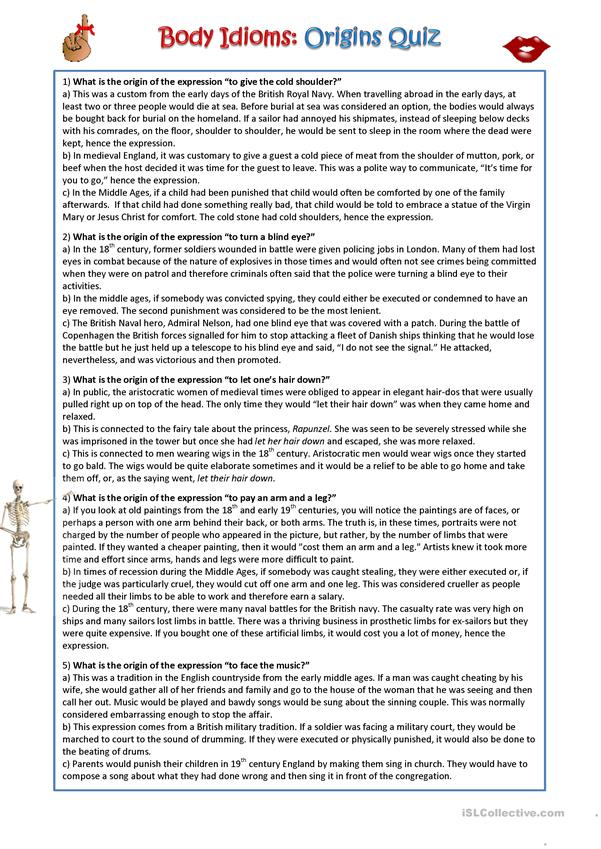 Body Idioms: Origins Quiz
1) What is the origin of the expression “to give the cold shoulder?”
a) This was a custom from the early days of the British Royal Navy. When travelling abroad in the early days, at
least two or three people would die at sea. Before burial at sea was considered an option, the bodies would always
be bought back for burial on the homeland. If a sailor had annoyed his shipmates, instead of sleeping below decks
with his comrades, on the floor, shoulder to shoulder, he would be sent to sleep in the room where the dead were
kept, hence the expression.
b) In medieval England, it was customary to give a guest a cold piece of meat from the shoulder of mutton, pork, or
beef when the host decided it was time for the guest to leave. This was a polite way to communicate, “It’s time for
you to go,” hence the expression.
c) In the Middle Ages, if a child had been punished that child would often be comforted by one of the family
afterwards.  If that child had done something really bad, that child would be told to embrace a statue of the Virgin
Mary or Jesus Christ for comfort. The cold stone had cold shoulders, hence the expression.
2) What is the origin of the expression “to turn a blind eye?”
a) In the 18th century, former soldiers wounded in battle were given policing jobs in London. Many of them had lost
eyes in combat because of the nature of explosives in those times and would often not see crimes being committed
when they were on patrol and therefore criminals often said that the police were turning a blind eye to their
activities.
b) In the middle ages, if somebody was convicted spying, they could either be executed or condemned to have an
eye removed. The second punishment was considered to be the most lenient.
c) The British Naval hero, Admiral Nelson, had one blind eye that was covered with a patch. During the battle of
Copenhagen the British forces signalled for him to stop attacking a fleet of Danish ships thinking that he would lose
the battle but he just held up a telescope to his blind eye and said, “I do not see the signal.” He attacked,
nevertheless, and was victorious and then promoted.
3) What is the origin of the expression “to let one’s hair down?”
a) In public, the aristocratic women of medieval times were obliged to appear in elegant hair-dos that were usually
pulled right up on top of the head. The only time they would “let their hair down” was when they came home and
relaxed.
b) This is connected to the fairy tale about the princess, Rapunzel. She was seen to be severely stressed while she
was imprisoned in the tower but once she had let her hair down and escaped, she was more relaxed.
c) This is connected to men wearing wigs in the 18th century. Aristocratic men would wear wigs once they started
to go bald. The wigs would be quite elaborate sometimes and it would be a relief to be able to go home and take
them off, or, as the saying went, let their hair down.
4) What is the origin of the expression “to pay an arm and a leg?”
a) If you look at old paintings from the 18th and early 19th centuries, you will notice the paintings are of faces, or
perhaps a person with one arm behind their back, or both arms. The truth is, in these times, portraits were not
charged by the number of people who appeared in the picture, but rather, by the number of limbs that were
painted. If they wanted a cheaper painting, then it would "cost them an arm and a leg." Artists knew it took more
time and effort since arms, hands and legs were more difficult to paint.
b) In times of recession during the Middle Ages, if somebody was caught stealing, they were either executed or, if
the judge was particularly cruel, they would cut off one arm and one leg. This was considered crueller as people
needed all their limbs to be able to work and therefore earn a salary.
c) During the 18th century, there were many naval battles for the British navy. The casualty rate was very high on
ships and many sailors lost limbs in battle. There was a thriving business in prosthetic limbs for ex-sailors but they
were quite expensive. If you bought one of these artificial limbs, it would cost you a lot of money, hence the
expression.
5) What is the origin of the expression “to face the music?”
a) This was a tradition in the English countryside from the early middle ages. If a man was caught cheating by his
wife, she would gather all of her friends and family and go to the house of the woman that he was seeing and then
call her out. Music would be played and bawdy songs would be sung about the sinning couple. This was normally
considered embarrassing enough to stop the affair.
b) This expression comes from a British military tradition. If a soldier was facing a military court, they would be
marched to court to the sound of drumming. If they were executed or physically punished, it would also be done to
the beating of drums.
c) Parents would punish their children in 19th century England by making them sing in church. They would have to
compose a song about what they had done wrong and then sing it in front of the congregation.
iSLCollective.com